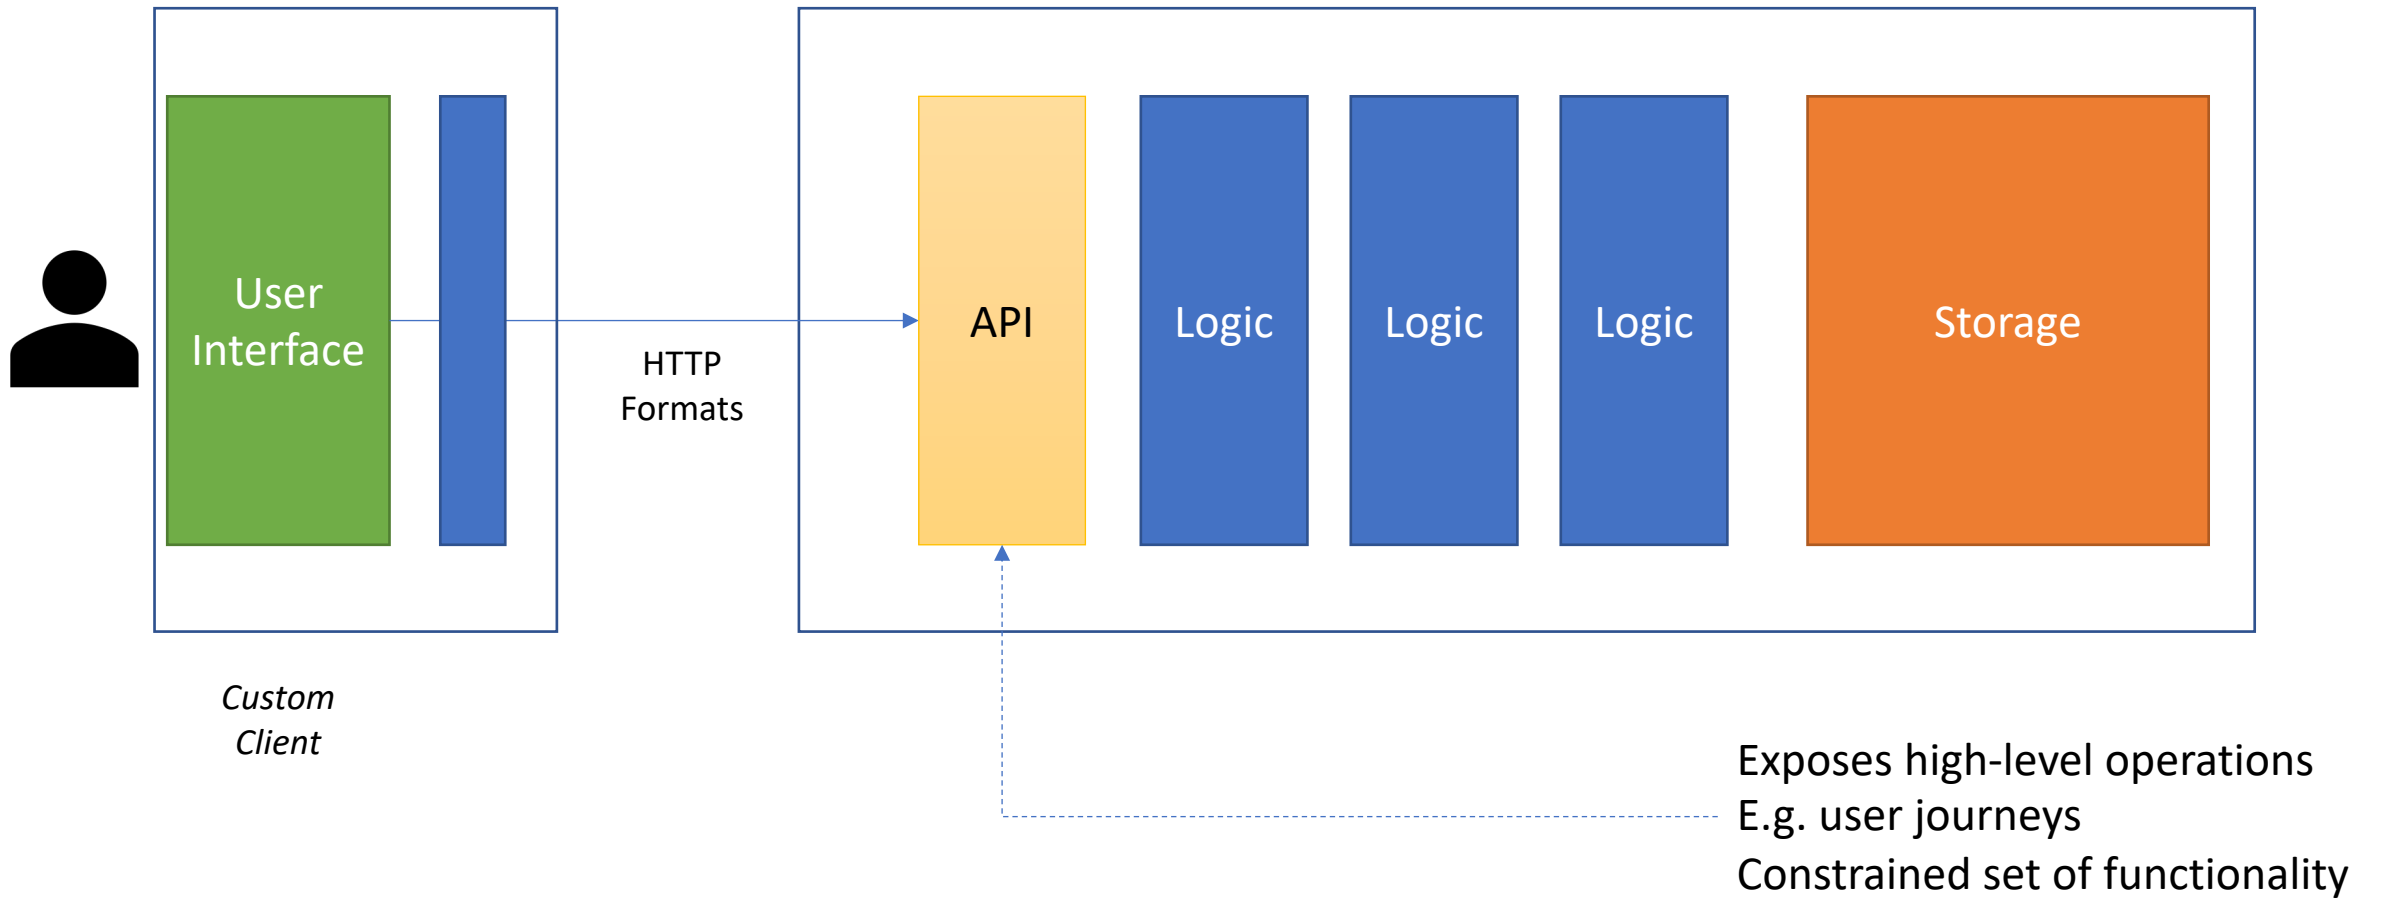 User
Interface
HTTP
Formats
API
Logic
Logic
Logic
Storage
Custom
Client
Exposes high-level operations
E.g. user journeys
Constrained set of functionality